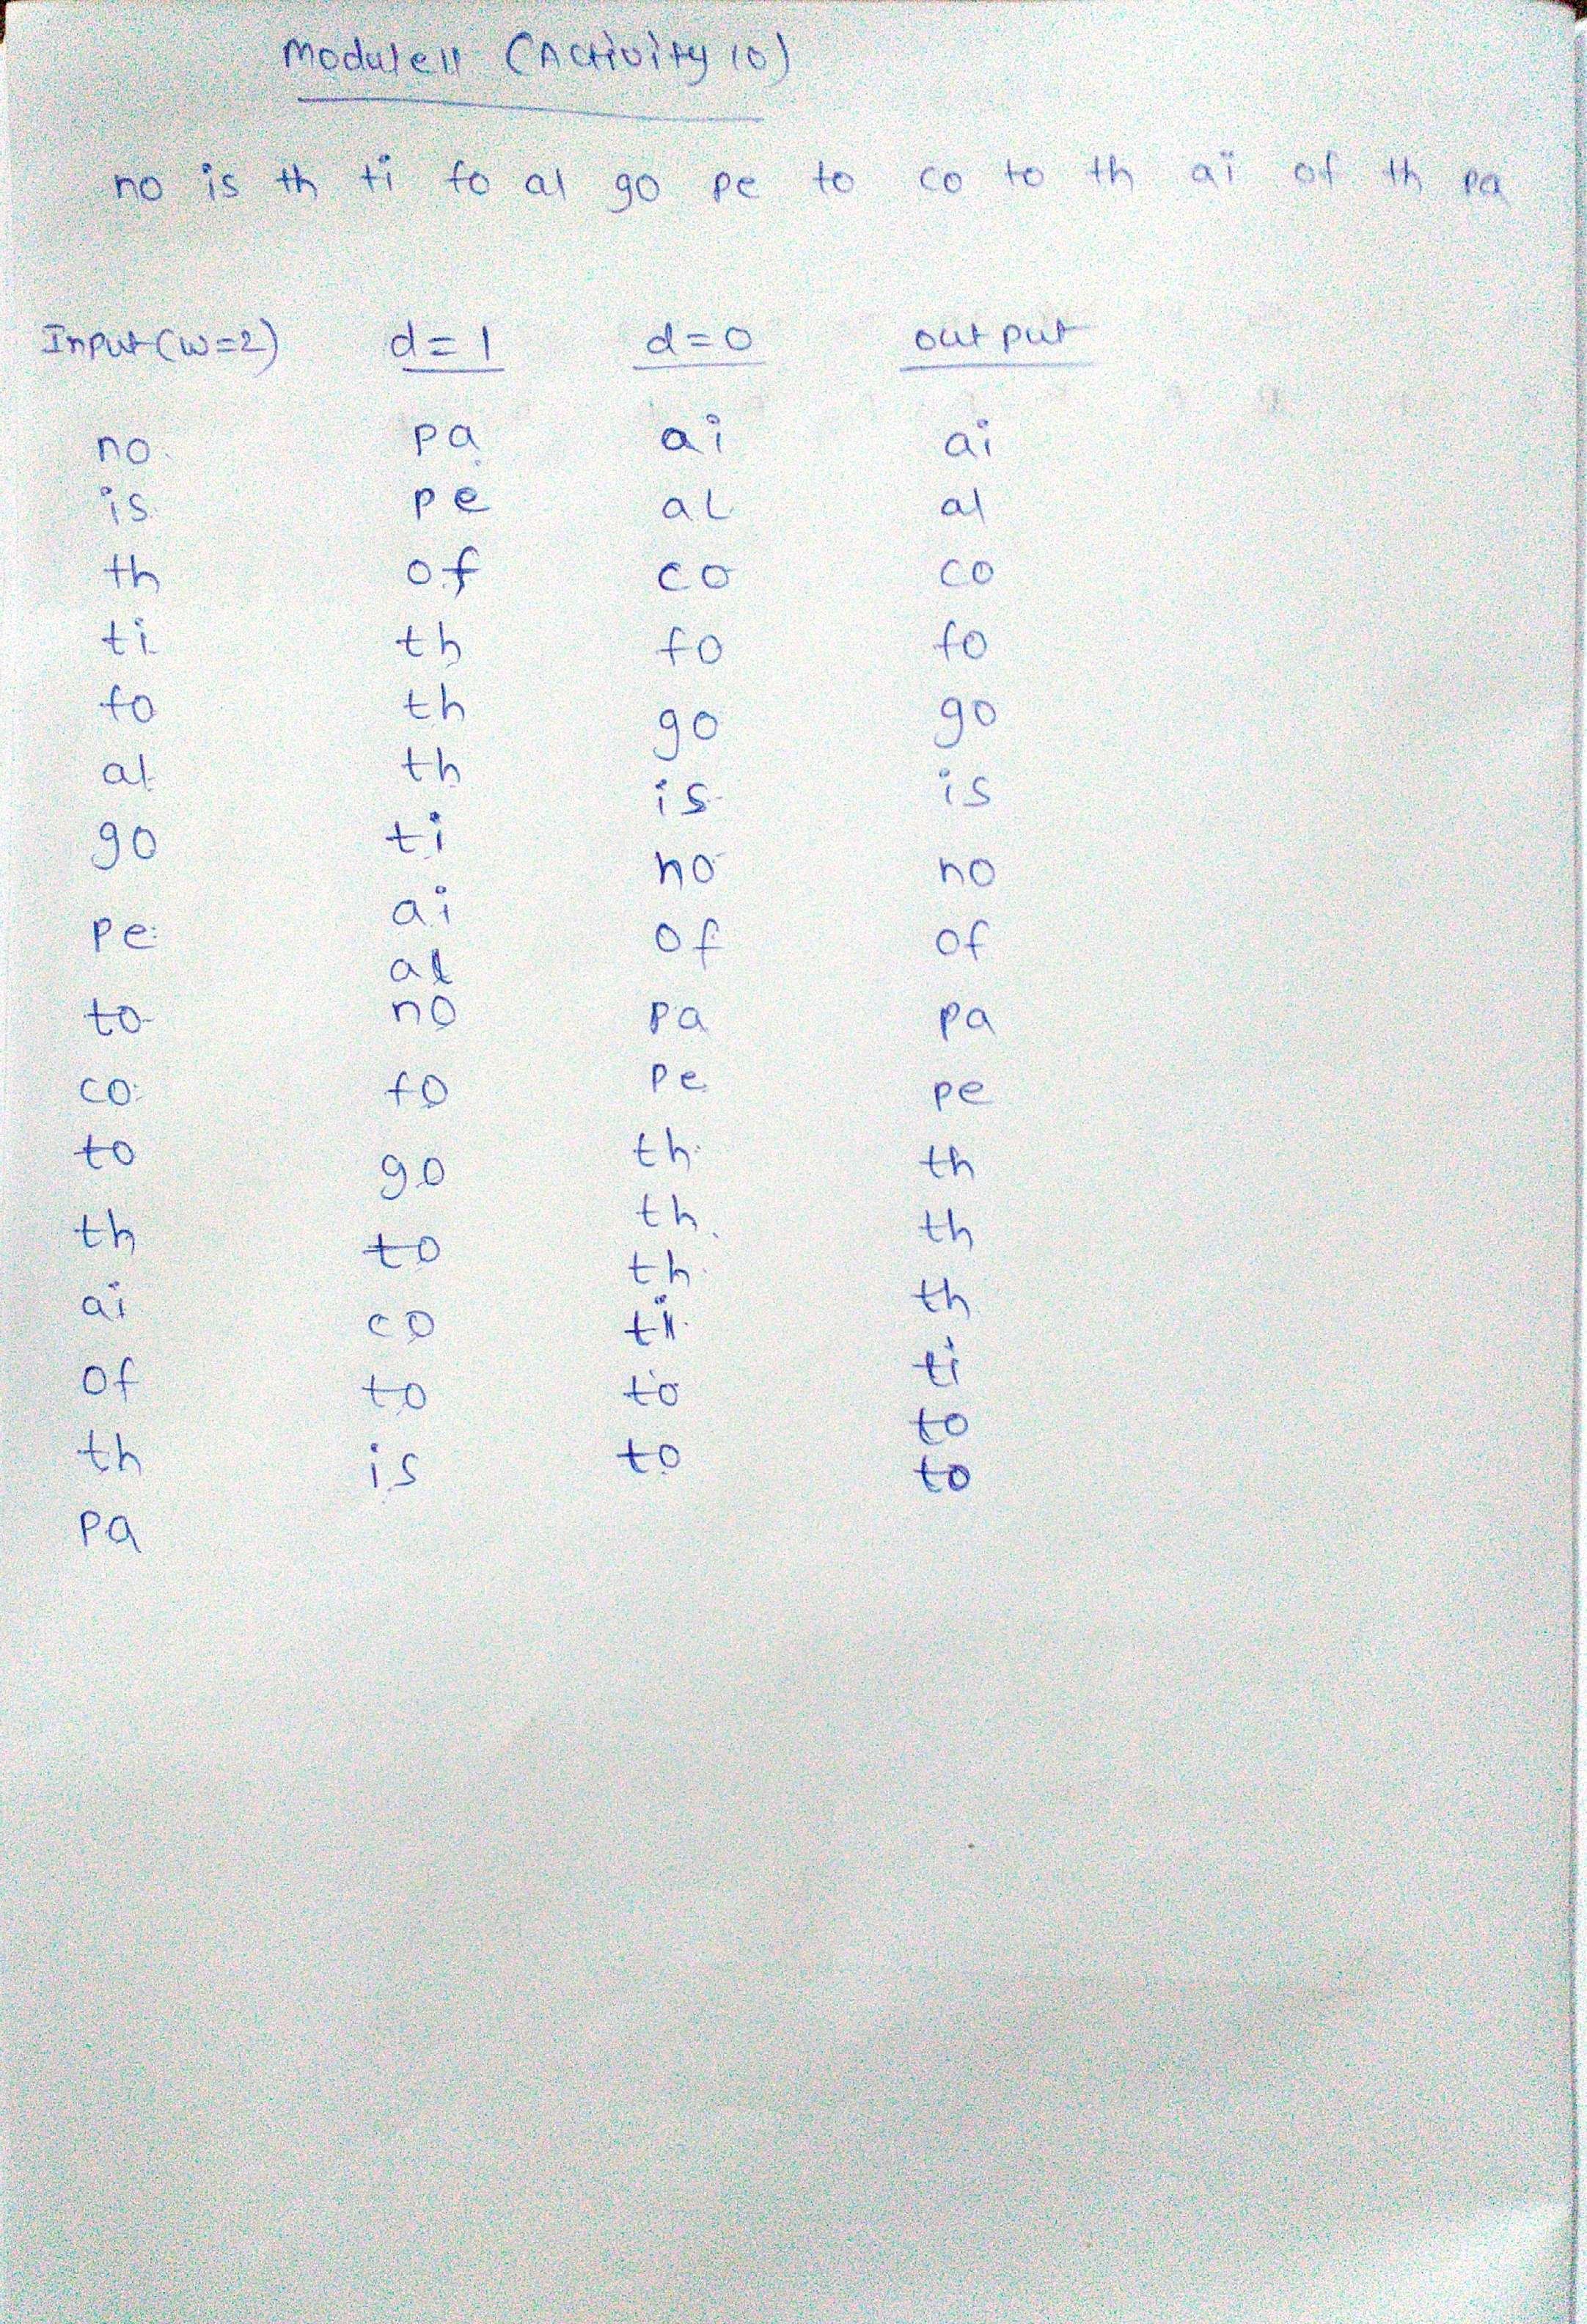 Module 11 (Activity 10)
no is th ti fo al go pe to co to th ai of th pa
Input (w=2) d=1 d=0 output
no pa ai ai
is pe al al
th of co co
ti th fo fo
fo th go go
al th is is
go ti no no
pe ai of of
al
to no pa pa
co fo pe pe
to go th th
th to th th
ai co th th
of to ti ti
th is to to
pa to to